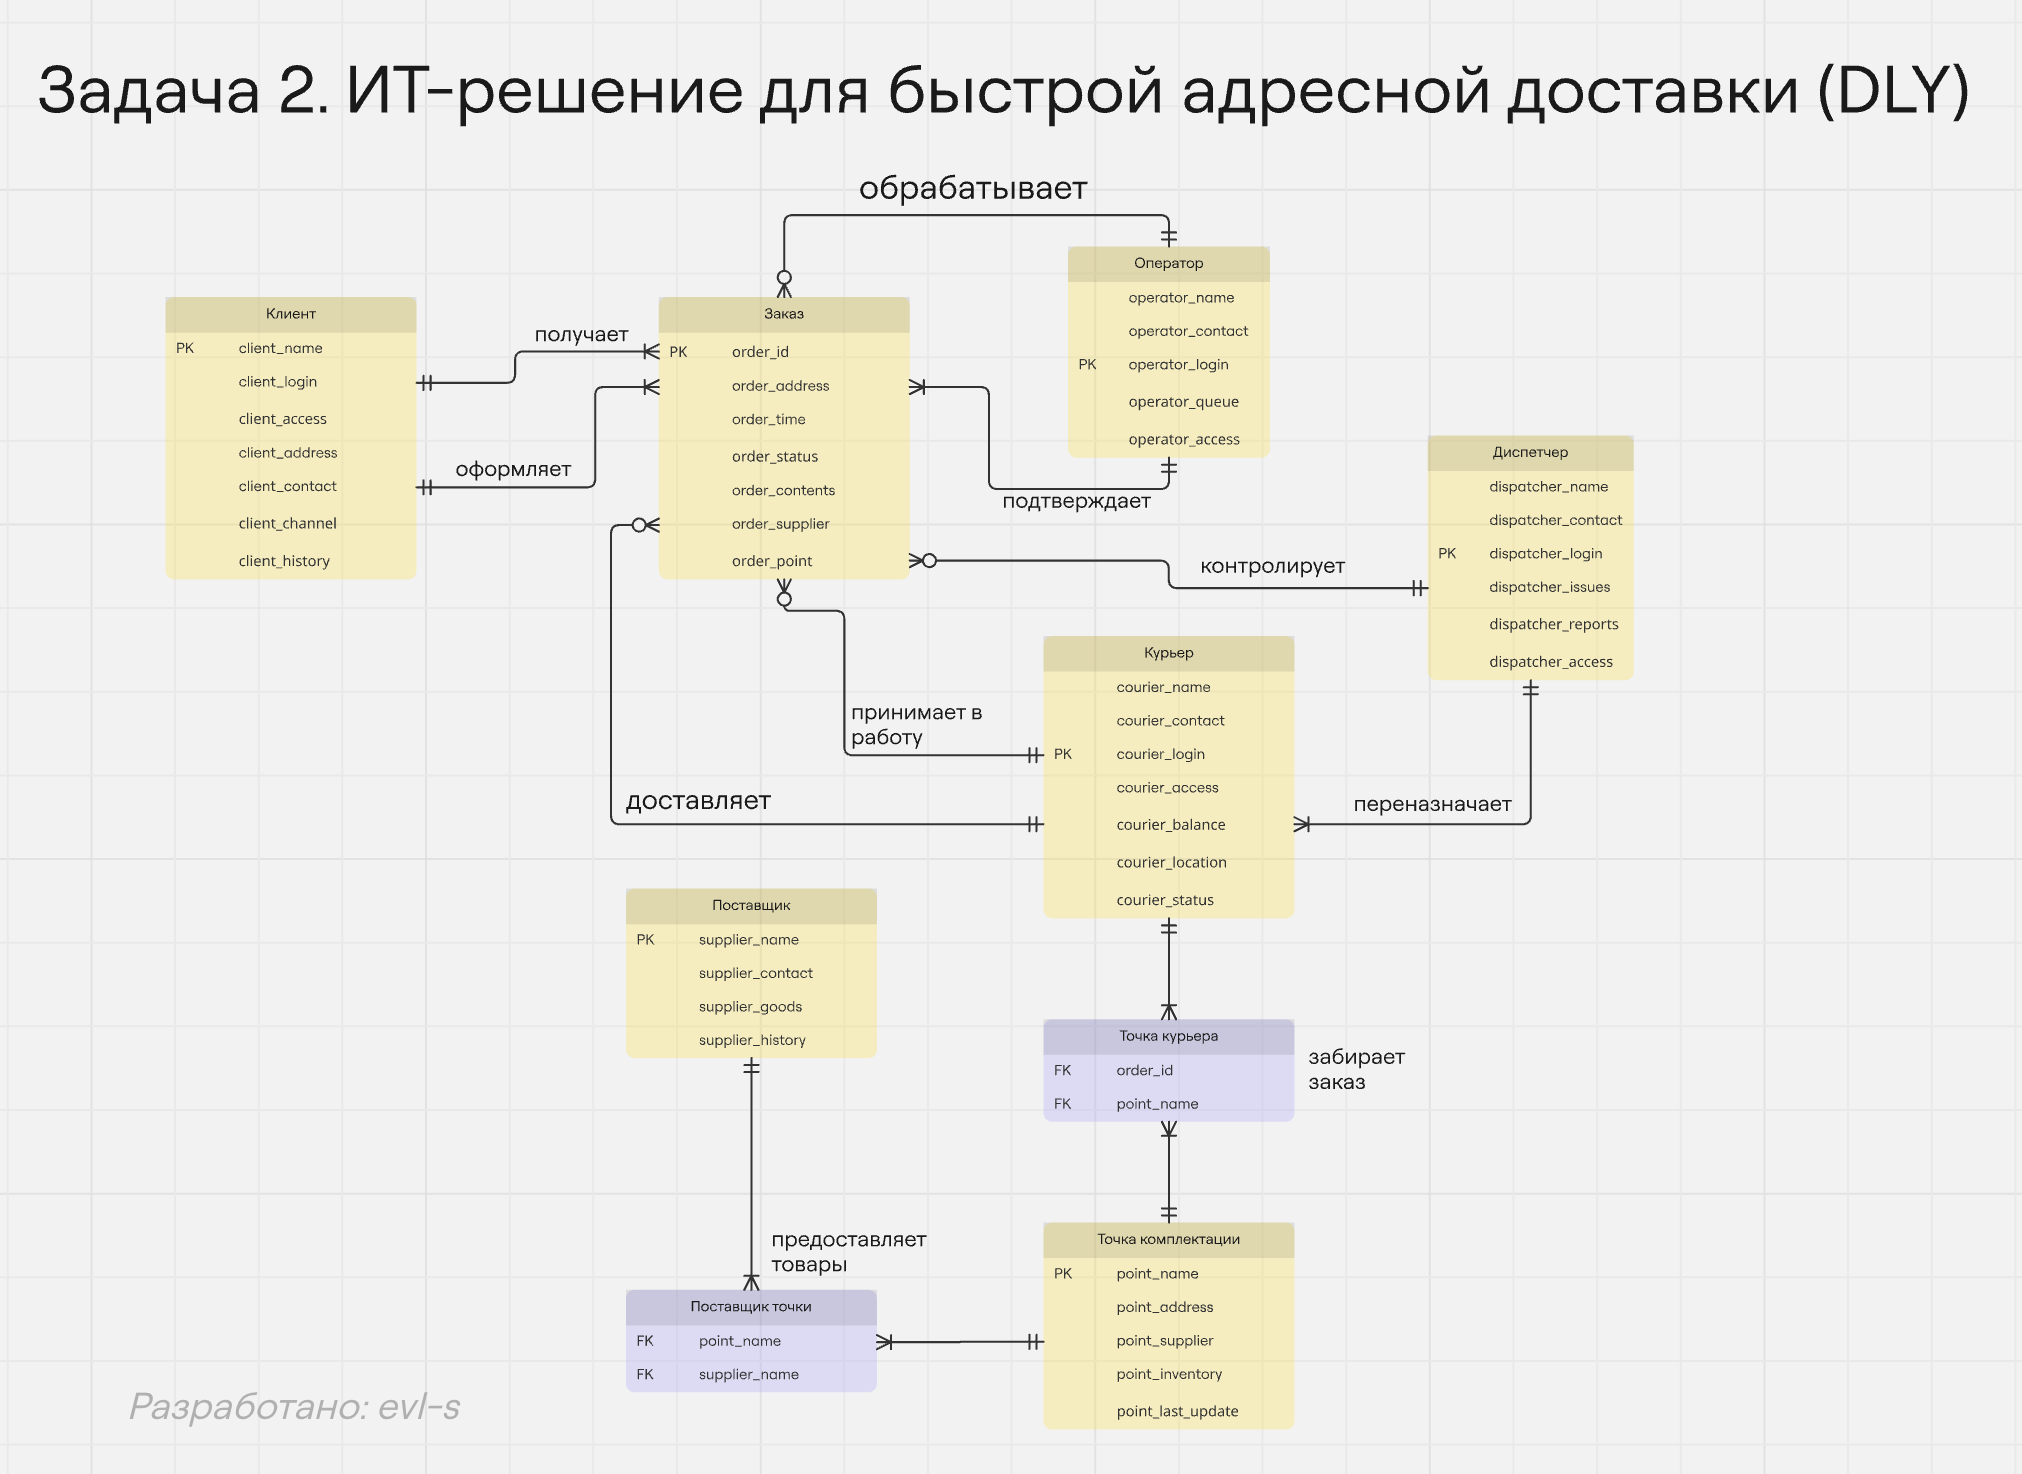 Задача 2. ИТ-решение для быстрой адресной доставки (DLY)
обрабатывает
Оператор
operator_name
operator_contact
PK operator_login
operator_queue
operator_access
Клиент
PK client_name
client_login
client_access
client_address
client_contact
client_channel
client_history
получает
оформляет
Заказ
PK order_id
order_address
order_time
order_status
order_contents
order_supplier
order_point
подтверждает
контролирует
Диспетчер
dispatcher_name
dispatcher_contact
PK dispatcher_login
dispatcher_issues
dispatcher_reports
dispatcher_access
Курьер
courier_name
courier_contact
PK courier_login
courier_access
courier_balance
courier_location
courier_status
принимает в
работу
доставляет
переназначает
Поставщик
PK supplier_name
supplier_contact
supplier_goods
supplier_history
Точка курьера
FK order_id
FK point_name
забирает
заказ
предоставляет
товары
Поставщик точки
FK point_name
FK supplier_name
Точка комплектации
PK point_name
point_address
point_supplier
point_inventory
point_last_update
Разработано: evl-s